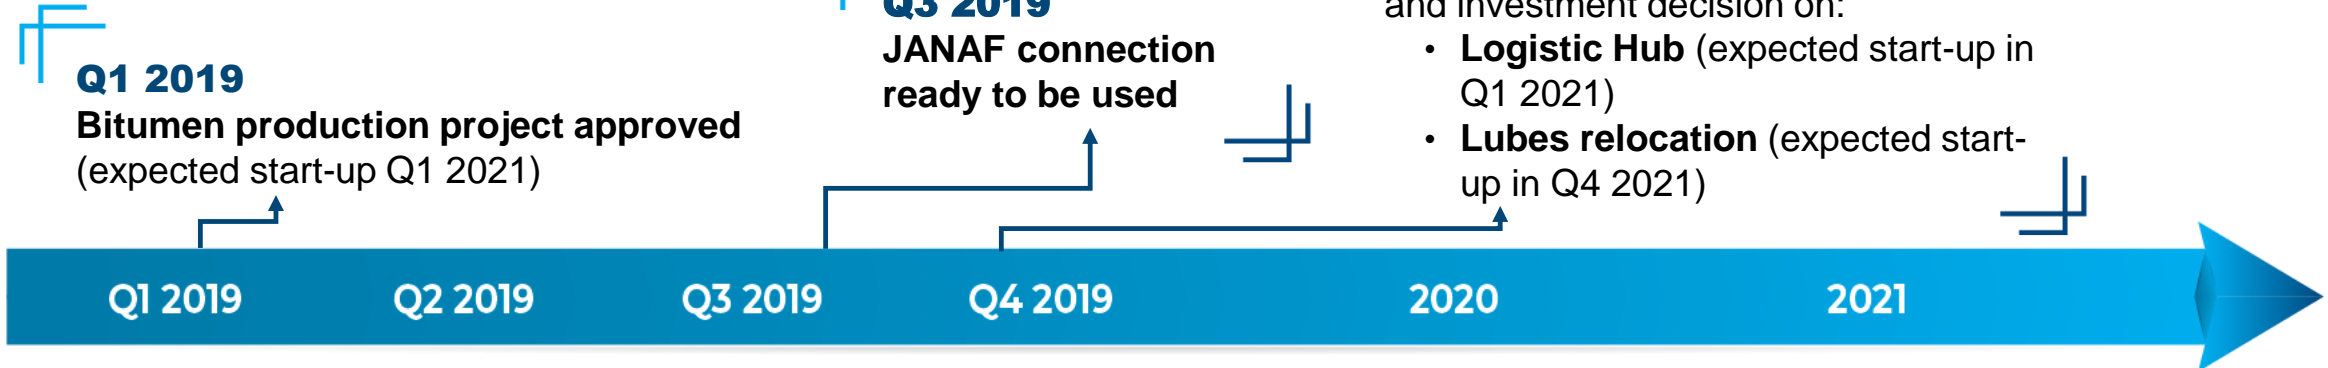 Q1 2019
Bitumen production project approved
(expected start-up Q1 2021)
Q3 2019
JANAF connection
ready to be used
and investment decision on:
• Logistic Hub (expected start-up in
Q1 2021)
• Lubes relocation (expected start-
up in Q4 2021)
Q1 2019
Q2 2019
Q3 2019
Q4 2019
2020
2021